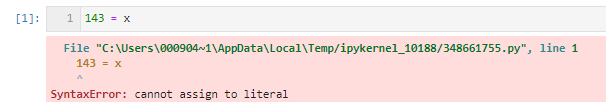 [1]: 1 143 = x
File "C:\Users\000904~1\AppData\Local\Temp/ipykernel_10188/348661755.py", line 1
143 = x
^
SyntaxError: cannot assign to literal